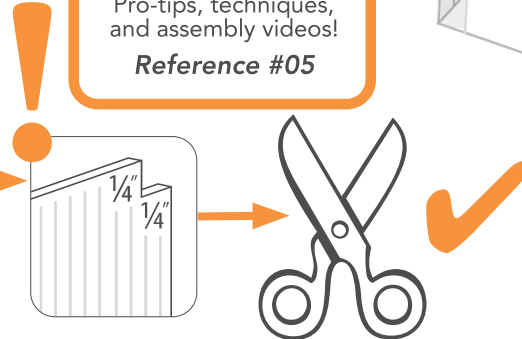 Pro-tips, techniques,
and assembly videos!
Reference #05
1/4"
1/4"